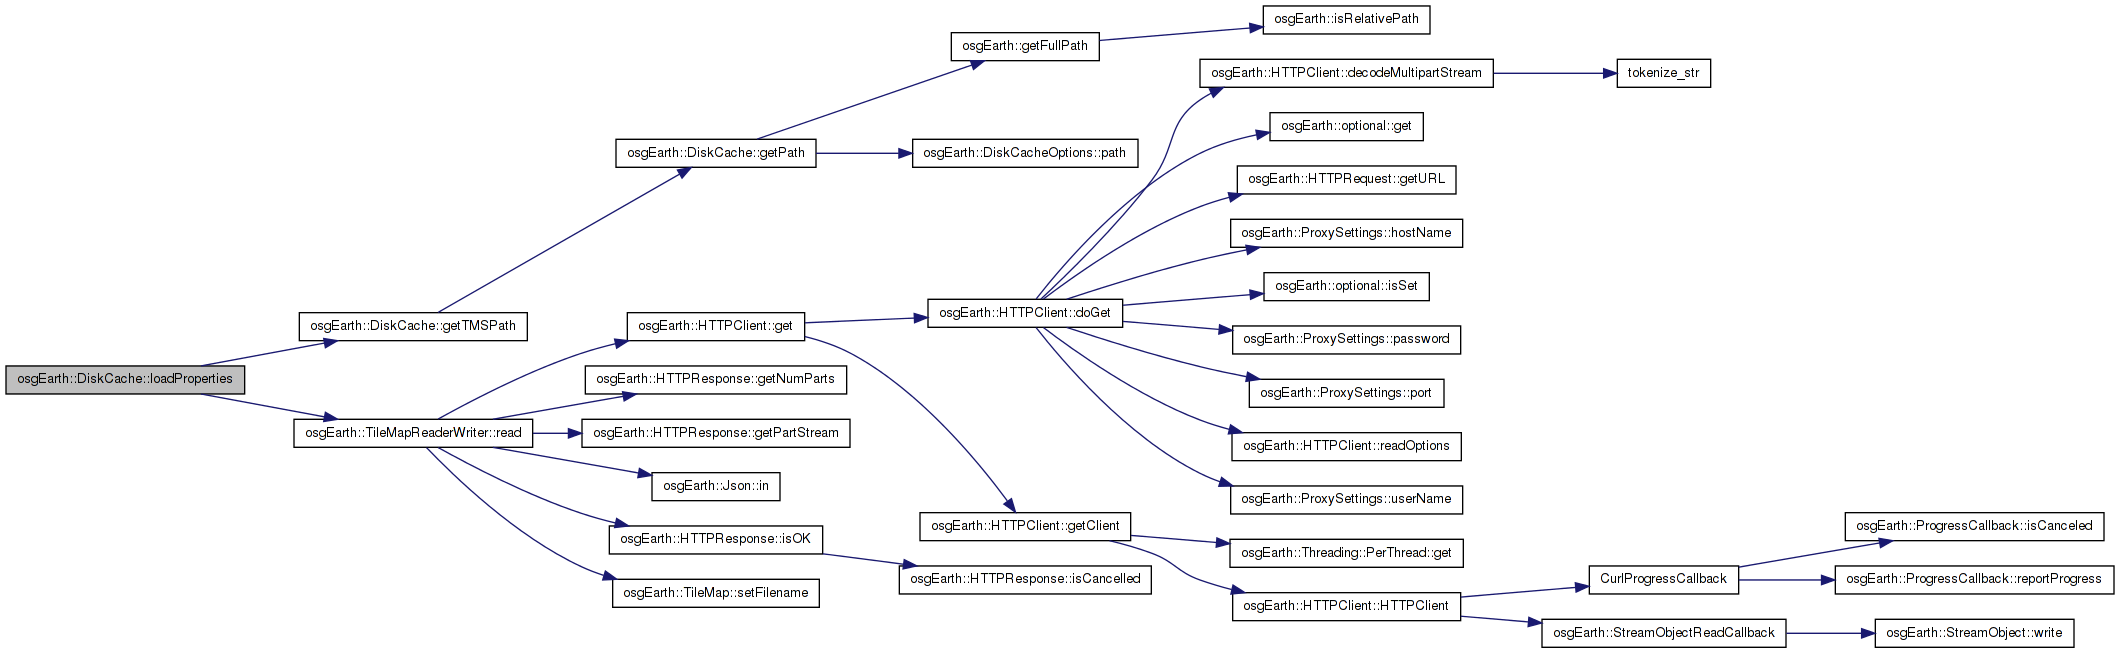 osgEarth::isRelativePath
osgEarth::getFullPath
osgEarth::HTTPClient::decodeMultipartStream
tokenize_str
osgEarth::optional::get
osgEarth::DiskCache::getPath
osgEarth::DiskCacheOptions::path
osgEarth::HTTPRequest::getURL
osgEarth::ProxySettings::hostName
osgEarth::optional::isSet
osgEarth::HTTPClient::doGet
osgEarth::DiskCache::getTMSPath
osgEarth::HTTPClient::get
osgEarth::ProxySettings::password
osgEarth::DiskCache::loadProperties
osgEarth::HTTPResponse::getNumParts
osgEarth::ProxySettings::port
osgEarth::TileMapReaderWriter::read
osgEarth::HTTPResponse::getPartStream
osgEarth::HTTPClient::readOptions
osgEarth::Json::in
osgEarth::ProxySettings::userName
osgEarth::HTTPClient::getClient
osgEarth::ProgressCallback::isCanceled
osgEarth::HTTPResponse::isOK
osgEarth::Threading::PerThread::get
osgEarth::HTTPResponse::isCancelled
CurlProgressCallback
osgEarth::ProgressCallback::reportProgress
osgEarth::TileMap::setFilename
osgEarth::HTTPClient::HTTPClient
osgEarth::StreamObjectReadCallback
osgEarth::StreamObject::write